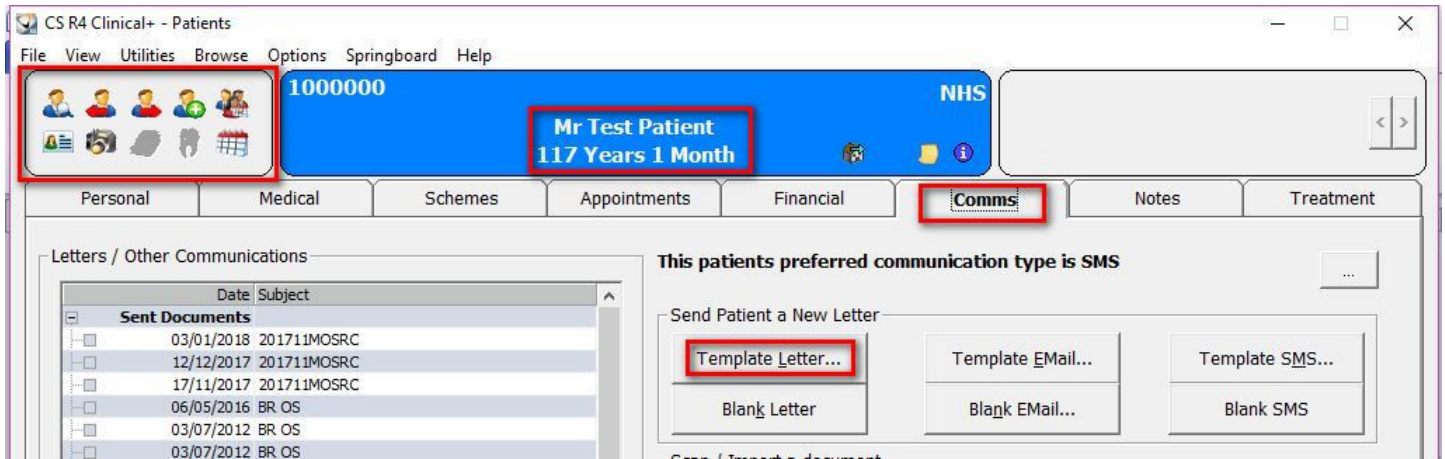 CS R4 Clinical+ - Patients
File View Utilities Browse Options Springboard Help
1000000 NHS
Mr Test Patient
117 Years 1 Month
Personal Medical Schemes Appointments Financial Comms Notes Treatment
Letters / Other Communications
Date Subject
Sent Documents
03/01/2018 201711MOSRC
12/12/2017 201711MOSRC
17/11/2017 201711MOSRC
06/05/2016 BR OS
03/07/2012 BR OS
03/07/2012 BR OS
This patients preferred communication type is SMS
...
Send Patient a New Letter
Template Letter... Template EMail... Template SMS...
Blank Letter Blank EMail... Blank SMS
Scan / Import a document